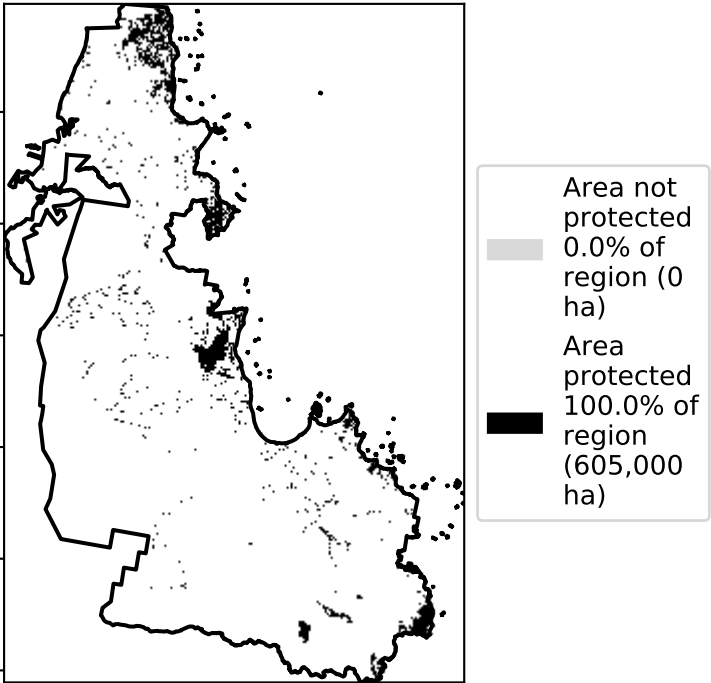 Area not
protected
0.0% of
region (0
ha)
Area
protected
100.0% of
region
(605,000
ha)